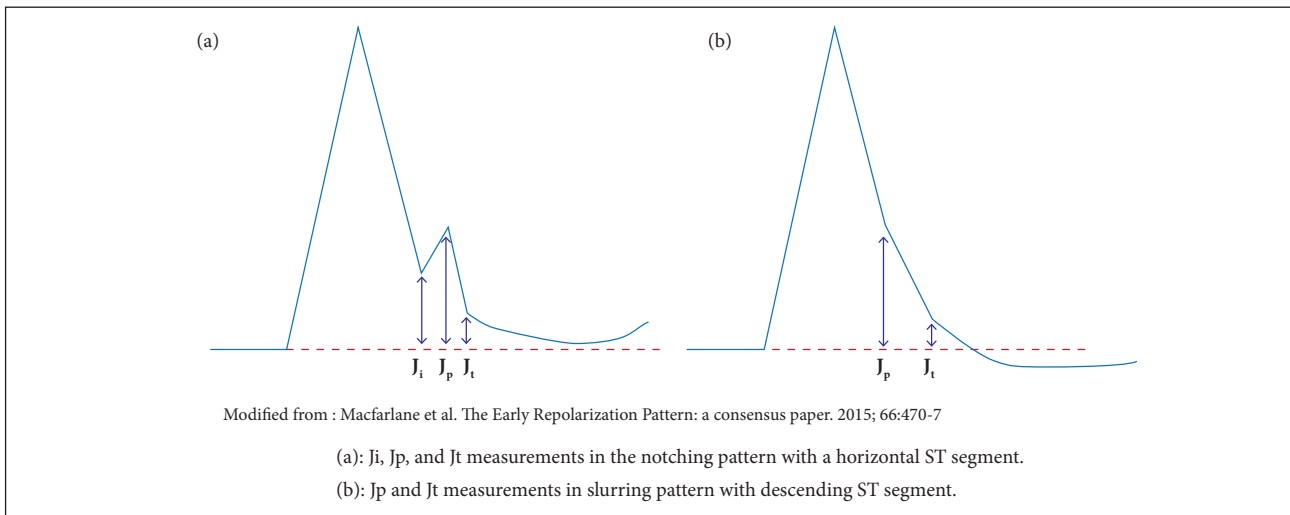 (a) (b)
Ji Jp Jt Jp Jt
Modified from : Macfarlane et al. The Early Repolarization Pattern: a consensus paper. 2015; 66:470-7
(a): Ji, Jp, and Jt measurements in the notching pattern with a horizontal ST segment.
(b): Jp and Jt measurements in slurring pattern with descending ST segment.